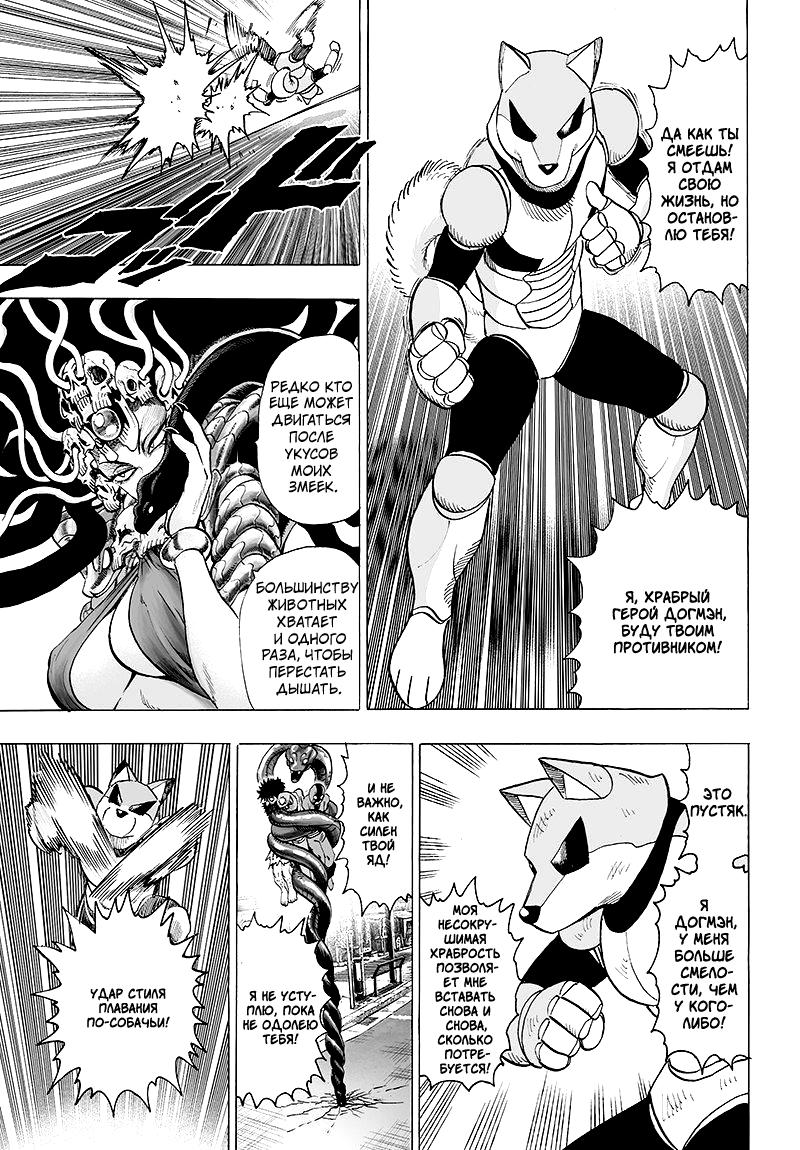 ДА КАК ТЫ
СМЕЕШЬ!
Я ОТДАМ
СВОЮ
ЖИЗНЬ, НО
ОСТАНОВ-
ЛЮ ТЕБЯ!
Я, ХРАБРЫЙ
ГЕРОЙ ДОГМЭН,
БУДУ ТВОИМ
ПРОТИВНИКОМ!
ゴッド
РЕДКО КТО
ЕЩЕ МОЖЕТ
ДВИГАТЬСЯ
ПОСЛЕ
УКУСОВ
МОИХ
ЗМЕЕК.
БОЛЬШИНСТВУ
ЖИВОТНЫХ
ХВАТАЕТ
И ОДНОГО
РАЗА, ЧТОБЫ
ПЕРЕСТАТЬ
ДЫШАТЬ.
ЭТО
ПУСТЯК.
Я
ДОГМЭН,
У МЕНЯ
БОЛЬШЕ
СМЕЛО-
СТИ, ЧЕМ
У КОГО-
ЛИБО!
МОЯ
НЕСОКРУ-
ШИМАЯ
ХРАБРОСТЬ
ПОЗВОЛЯ-
ЕТ МНЕ
ВСТАВАТЬ
СНОВА И
СНОВА,
СКОЛЬКО
ПОТРЕ-
БУЕТСЯ!
И НЕ
ВАЖНО,
КАК
СИЛЕН
ТВОЙ
ЯД!
Я НЕ УСТУ-
ПЛЮ, ПОКА
НЕ ОДОЛЕЮ
ТЕБЯ!
УДАР СТИЛЯ
ПЛАВАНИЯ
ПО-СОБАЧЬИ!